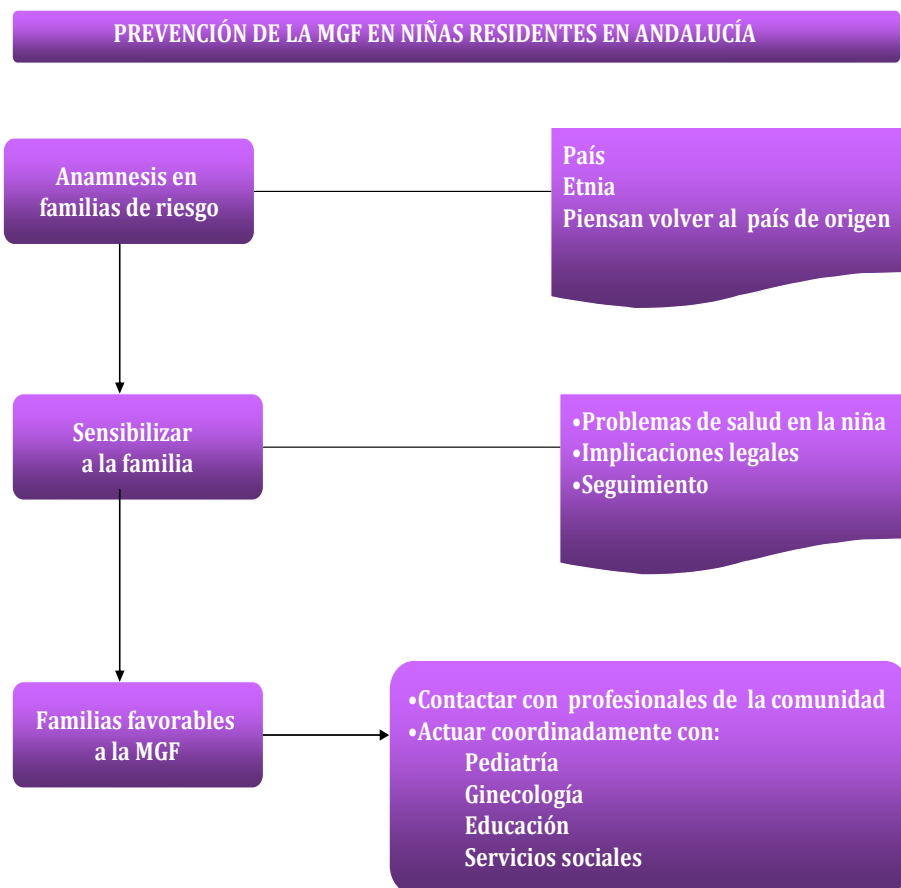 PREVENCIÓN DE LA MGF EN NIÑAS RESIDENTES EN ANDALUCÍA
Anamnesis en
familias de riesgo
País
Etnia
Piensan volver al país de origen
Sensibilizar
a la familia
•Problemas de salud en la niña
•Implicaciones legales
•Seguimiento
Familias favorables
a la MGF
•Contactar con profesionales de la comunidad
•Actuar coordinadamente con:
Pediatría
Ginecología
Educación
Servicios sociales